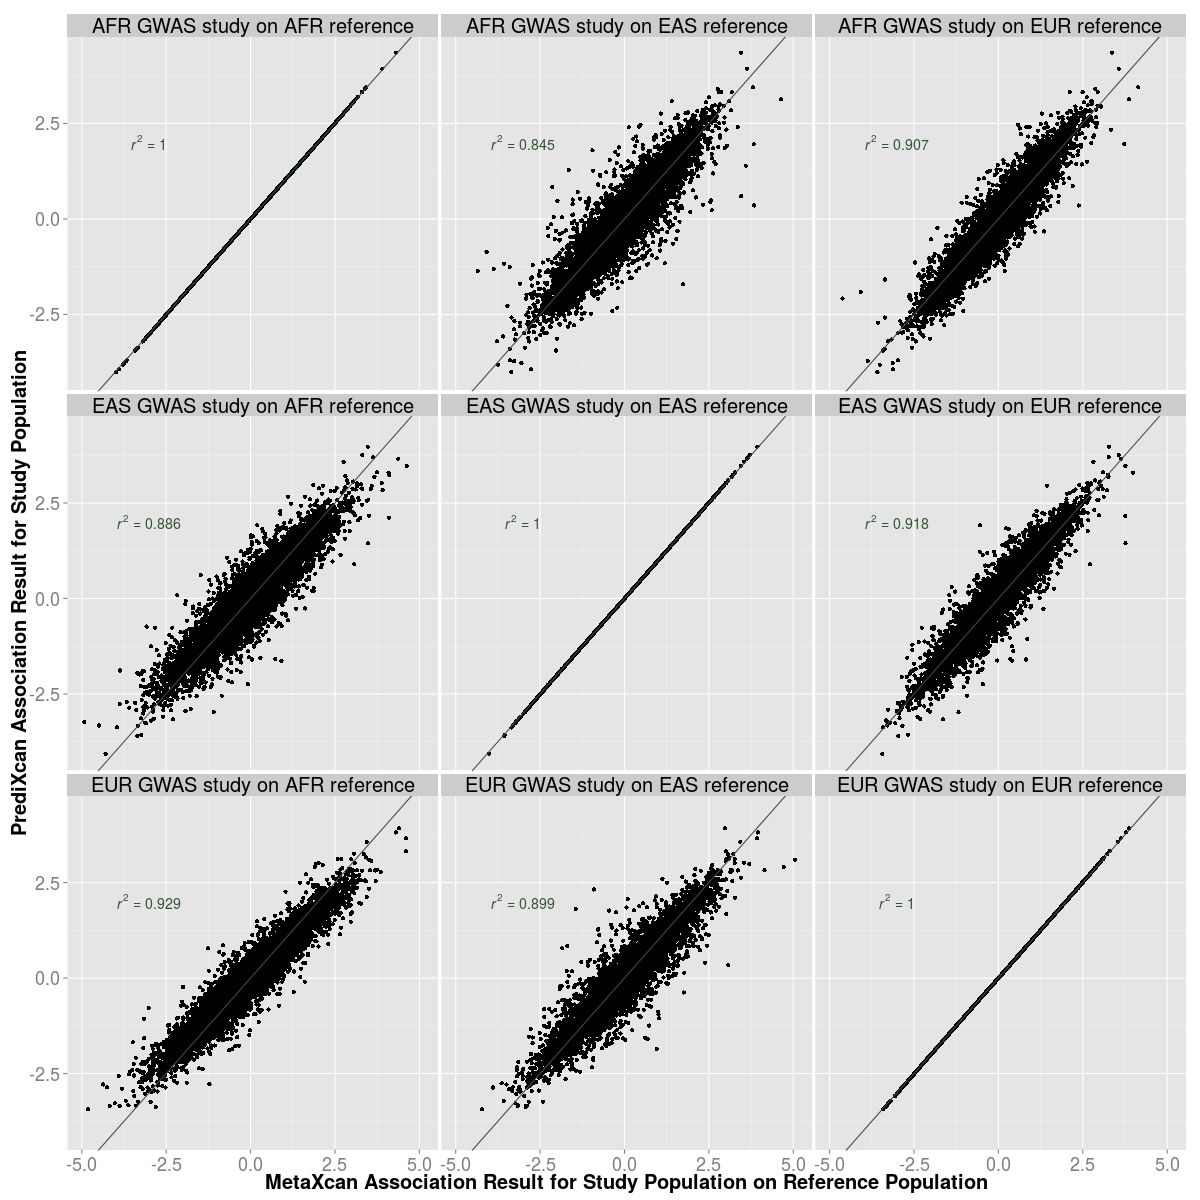 AFR GWAS study on AFR reference
AFR GWAS study on EAS reference
AFR GWAS study on EUR reference
2.5
0.0
-2.5
r² = 1
r² = 0.845
r² = 0.907
EAS GWAS study on AFR reference
EAS GWAS study on EAS reference
EAS GWAS study on EUR reference
2.5
0.0
-2.5
r² = 0.886
r² = 1
r² = 0.918
EUR GWAS study on AFR reference
EUR GWAS study on EAS reference
EUR GWAS study on EUR reference
2.5
0.0
-2.5
r² = 0.929
r² = 0.899
r² = 1
-5.0 -2.5 0.0 2.5 5.0
-5.0 -2.5 0.0 2.5 5.0
-5.0 -2.5 0.0 2.5 5.0
MetaXcan Association Result for Study Population on Reference Population
PrediXcan Association Result for Study Population